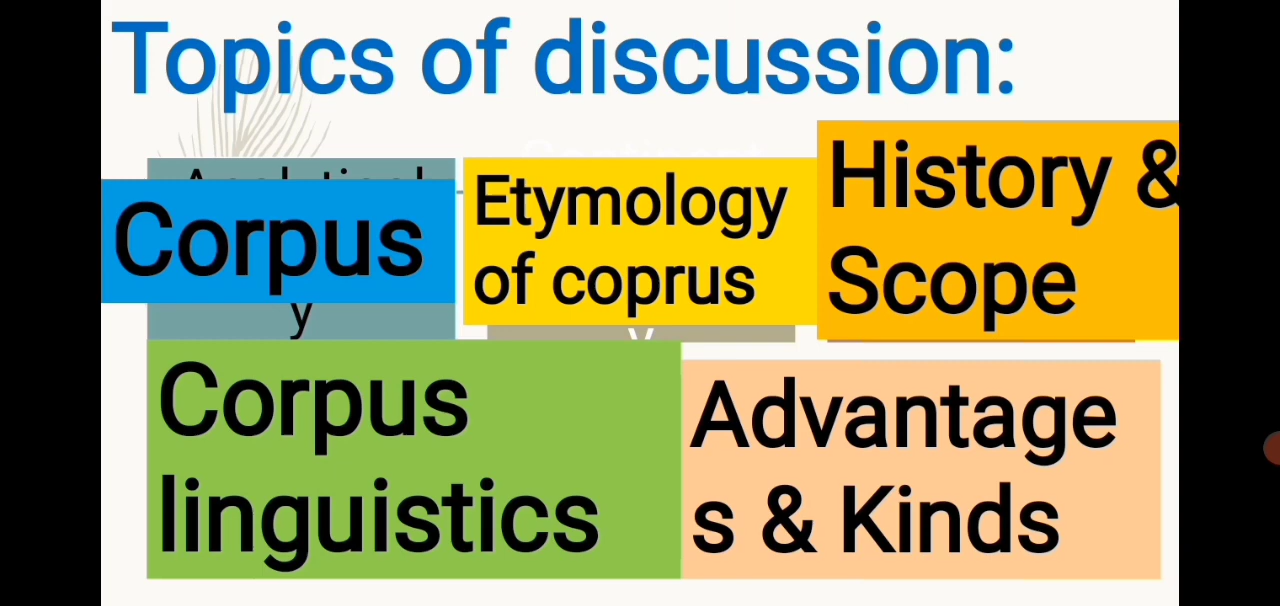 Topics of discussion:
Corpus
y
Etymology
of coprus
y
History &
Scope
Corpus
linguistics
Advantage
s & Kinds